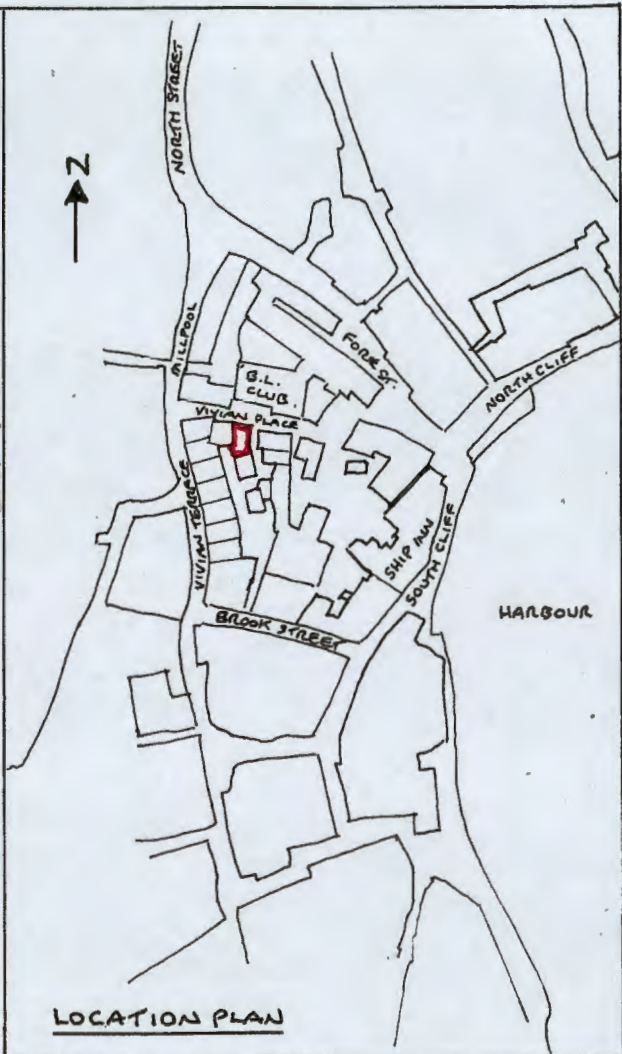 NORTH STREET
N
MILLPOOL
FORE ST.
B.L.
CLUB
NORTH CLIFF
VIVIAN PLACE
VIVIAN TERRACE
SHIP INN
SOUTH CLIFF
HARBOUR
BROOK STREET
LOCATION PLAN